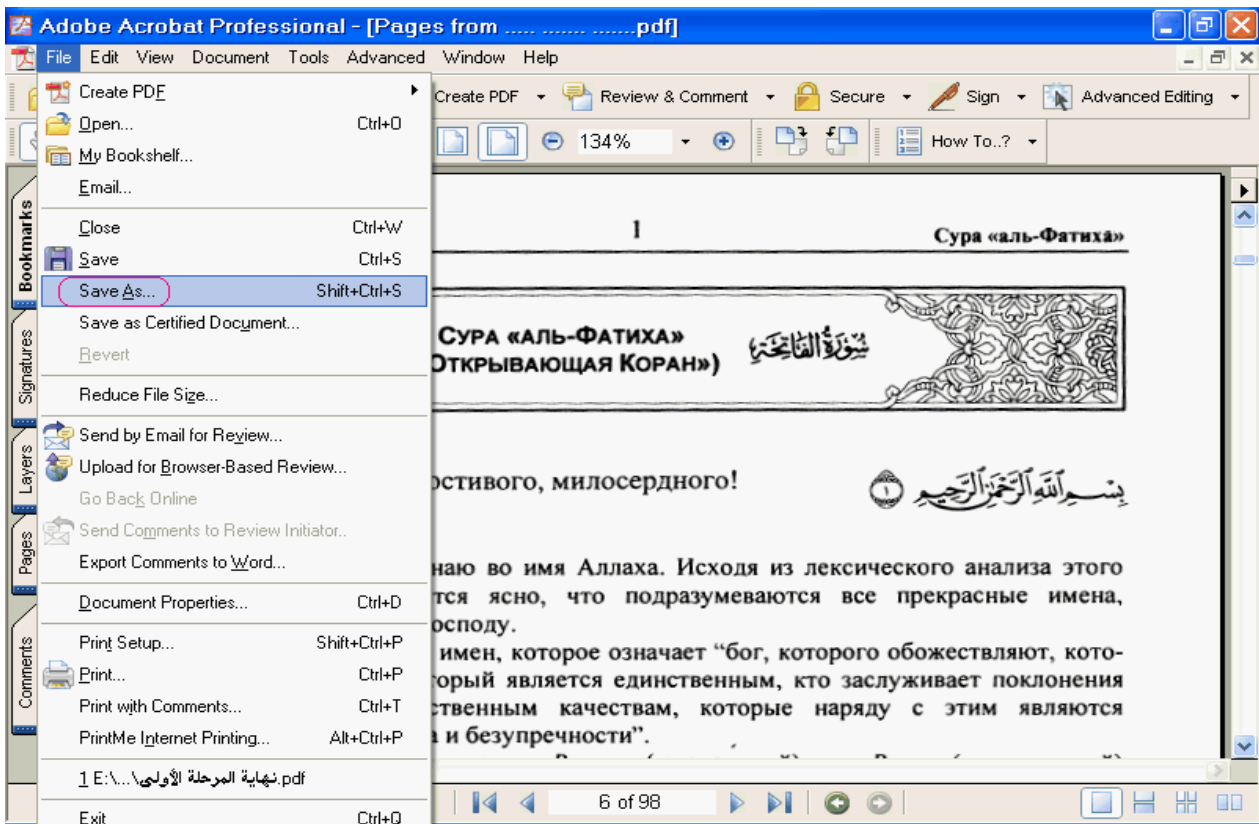 Adobe Acrobat Professional - [Pages from ..... ....... .......pdf]
File Edit View Document Tools Advanced Window Help
Create PDF Review & Comment Secure Sign Advanced Editing
134% How To..?
Create PDF
Open... Ctrl+O
My Bookshelf...
Email...
Close Ctrl+W
Save Ctrl+S
Save As... Shift+Ctrl+S
Save as Certified Document...
Revert
Reduce File Size...
Send by Email for Review...
Upload for Browser-Based Review...
Go Back Online
Send Comments to Review Initiator..
Export Comments to Word...
Document Properties... Ctrl+D
Print Setup... Shift+Ctrl+P
Print... Ctrl+P
Print with Comments... Ctrl+T
PrintMe Internet Printing... Alt+Ctrl+P
1 E:\...\نهاية المرحلة الأولى.pdf
Exit Ctrl+Q
Bookmarks
Signatures
Layers
Pages
Comments
1 Сура «аль-Фатиха»
СУРА «АЛЬ-ФАТИХА» سُورَةُ الفَاتِحَةِ
ОТКРЫВАЮЩАЯ КОРАН»)
остивого, милосердного! بِسْمِ اللَّهِ الرَّحْمَٰنِ الرَّحِيمِ ١
наю во имя Аллаха. Исходя из лексического анализа этого
тся ясно, что подразумеваются все прекрасные имена,
осподу.
имен, которое означает “бог, которого обожествляют, кото-
орый является единственным, кто заслуживает поклонения
ственным качествам, которые наряду с этим являются
а и безупречности”.
6 of 98